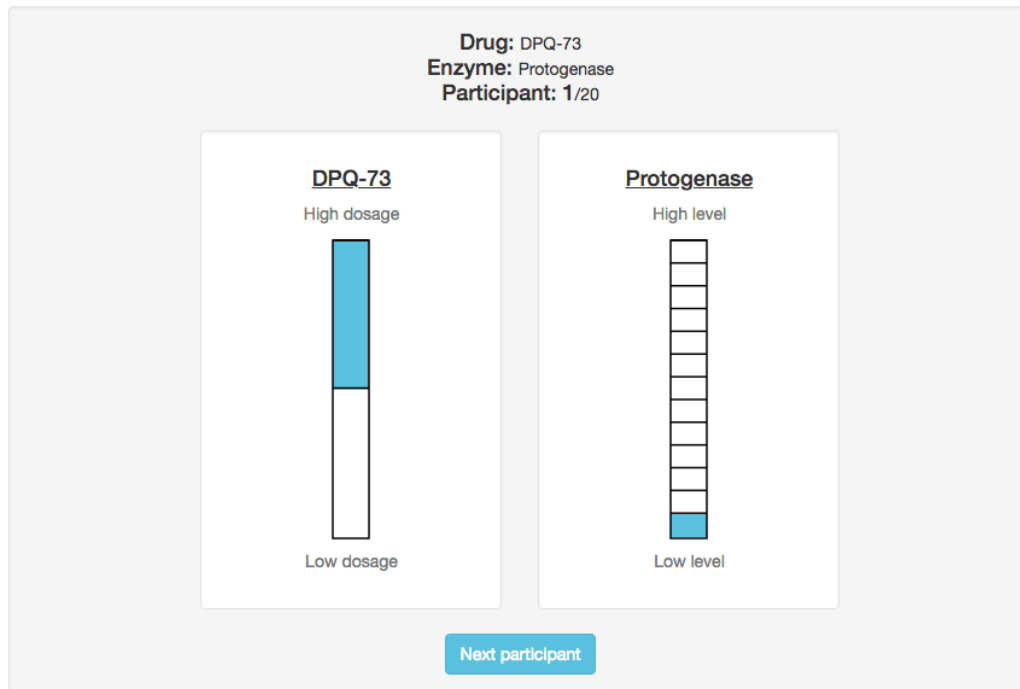 Drug: DPQ-73
Enzyme: Protogenase
Participant: 1/20
DPQ-73
High dosage
Low dosage
Protogenase
High level
Low level
Next participant